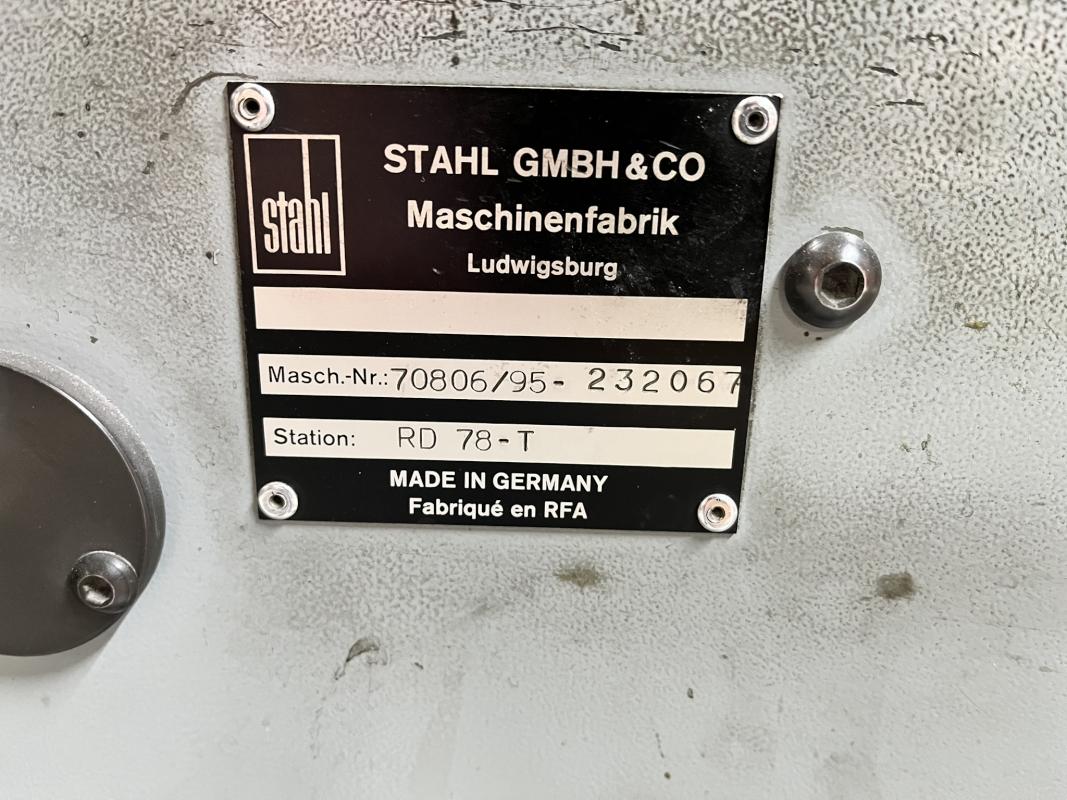 stahl
STAHL GMBH & CO
Maschinenfabrik
Ludwigsburg
Masch.-Nr.: 70806/95- 232067
Station: RD 78-T
MADE IN GERMANY
Fabriqué en RFA